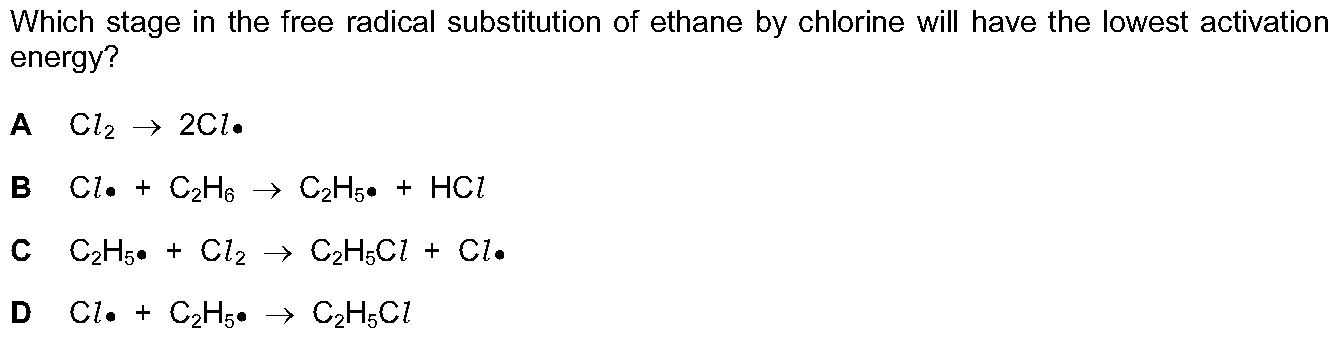 Which stage in the free radical substitution of ethane by chlorine will have the lowest activation
energy?
A Cl₂ → 2Cl•
B Cl• + C₂H₆ → C₂H₅• + HCl
C C₂H₅• + Cl₂ → C₂H₅Cl + Cl•
D Cl• + C₂H₅• → C₂H₅Cl